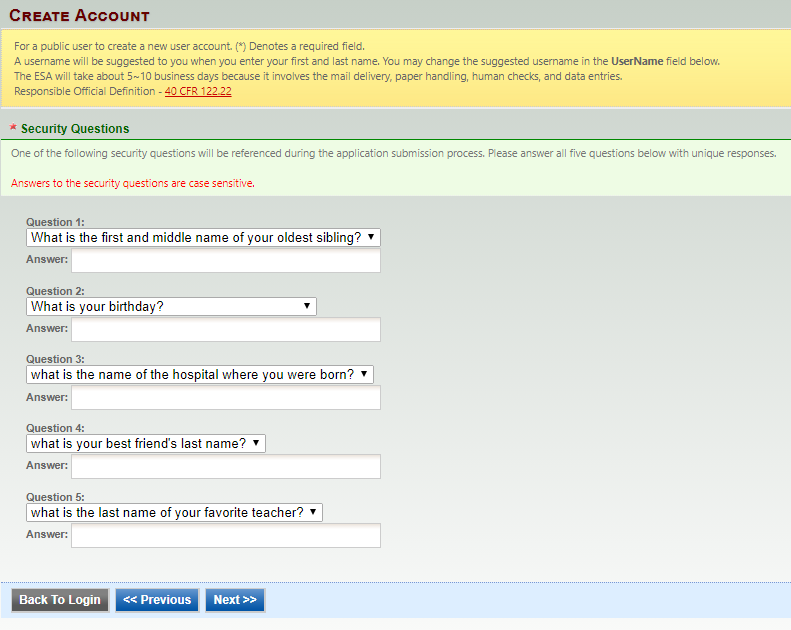 Create Account
For a public user to create a new user account. (*) Denotes a required field.
A username will be suggested to you when you enter your first and last name. You may change the suggested username in the UserName field below.
The ESA will take about 5~10 business days because it involves the mail delivery, paper handling, human checks, and data entries.
Responsible Official Definition - 40 CFR 122.22
* Security Questions
One of the following security questions will be referenced during the application submission process. Please answer all five questions below with unique responses.
Answers to the security questions are case sensitive.
Question 1:
What is the first and middle name of your oldest sibling? ▼
Answer:
Question 2:
What is your birthday? ▼
Answer:
Question 3:
what is the name of the hospital where you were born? ▼
Answer:
Question 4:
what is your best friend's last name? ▼
Answer:
Question 5:
what is the last name of your favorite teacher? ▼
Answer:
Back To Login << Previous Next >>